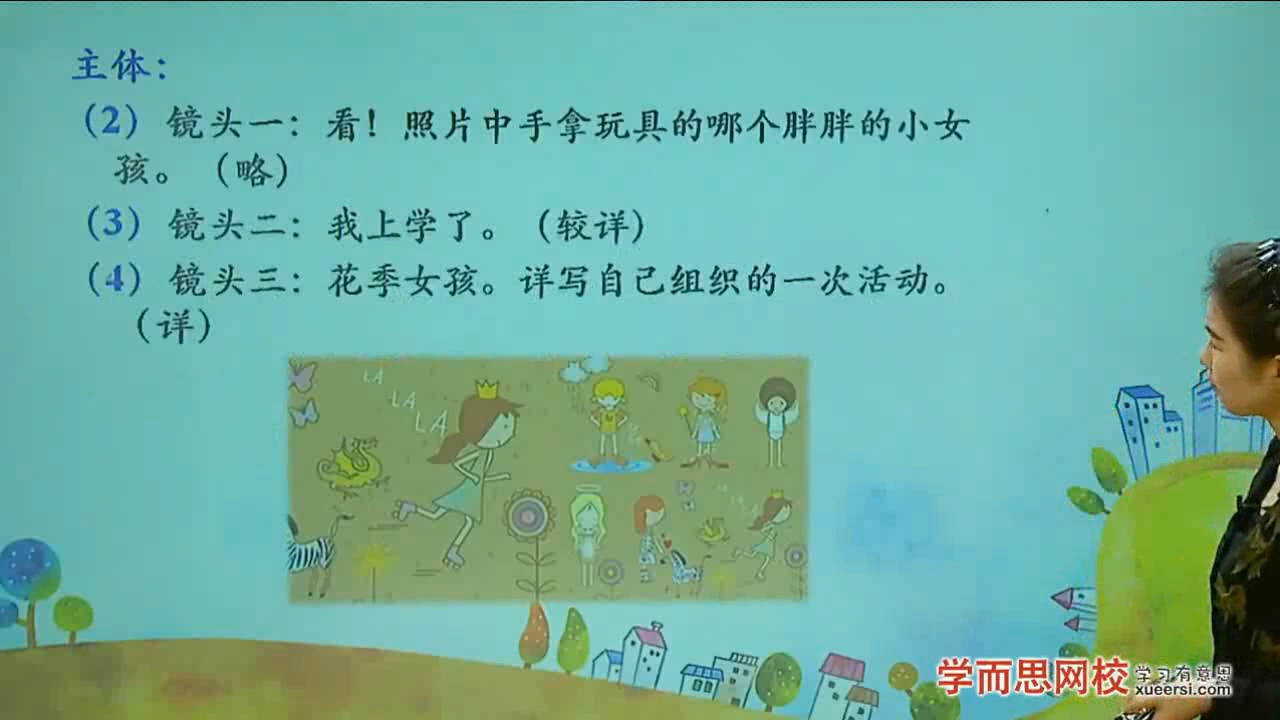 主体：
（2）镜头一：看！照片中手拿玩具的哪个胖胖的小女
孩。（略）
（3）镜头二：我上学了。（较详）
（4）镜头三：花季女孩。详写自己组织的一次活动。
（详）
LA
LA
LA
学而思网校 学习有意思
xueersi.com